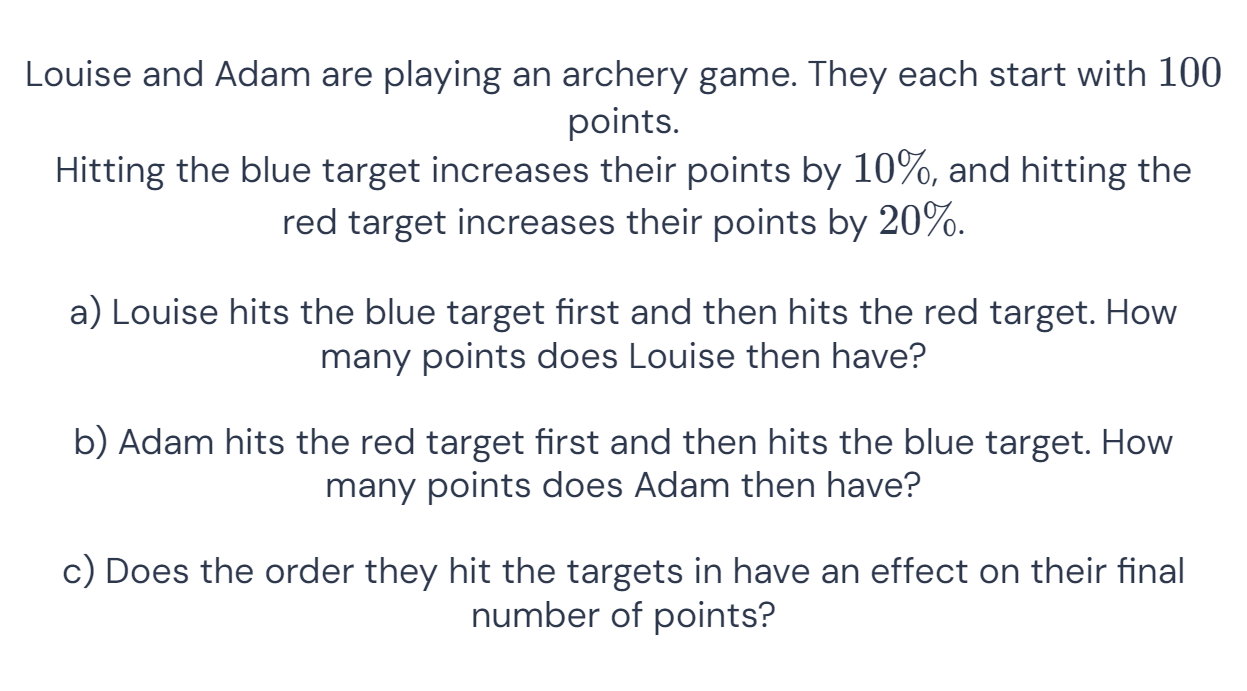 Louise and Adam are playing an archery game. They each start with 100
points.
Hitting the blue target increases their points by 10%, and hitting the
red target increases their points by 20%.
a) Louise hits the blue target first and then hits the red target. How
many points does Louise then have?
b) Adam hits the red target first and then hits the blue target. How
many points does Adam then have?
c) Does the order they hit the targets in have an effect on their final
number of points?